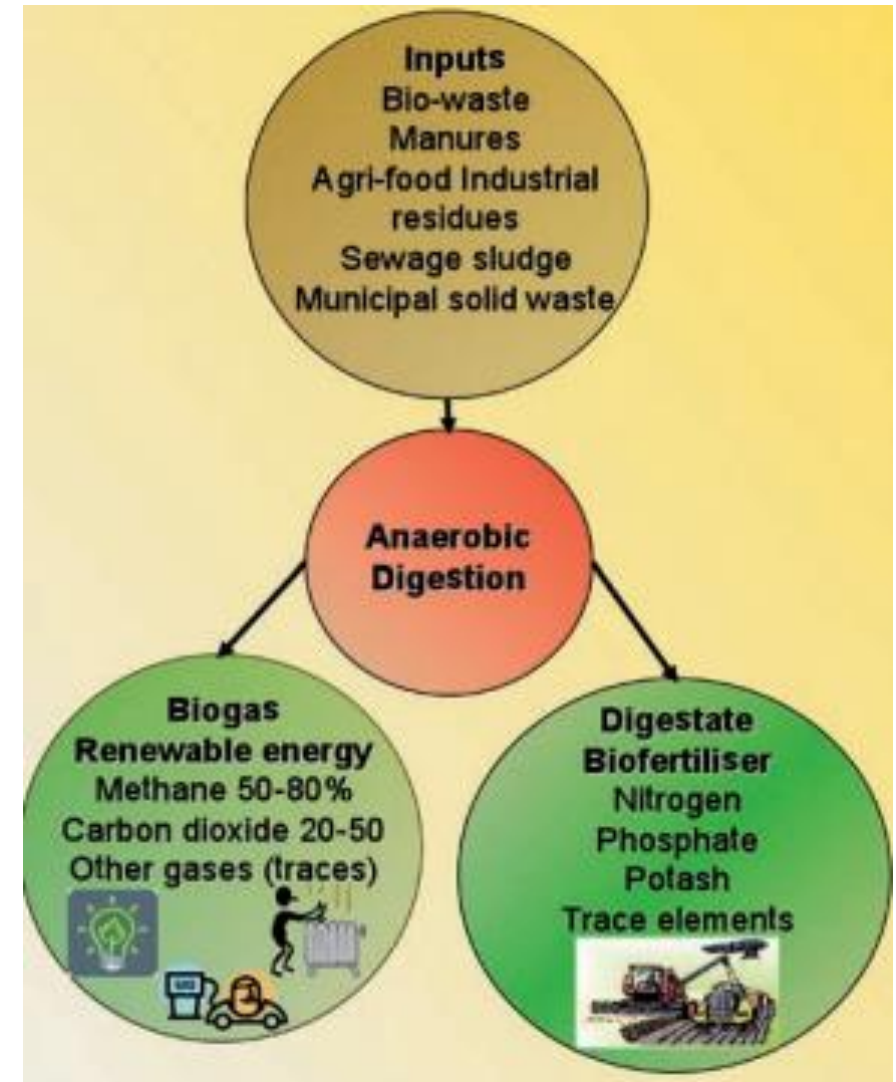 Inputs
Bio-waste
Manures
Agri-food Industrial
residues
Sewage sludge
Municipal solid waste
Anaerobic
Digestion
Biogas
Renewable energy
Methane 50-80%
Carbon dioxide 20-50
Other gases (traces)
Digestate
Biofertiliser
Nitrogen
Phosphate
Potash
Trace elements